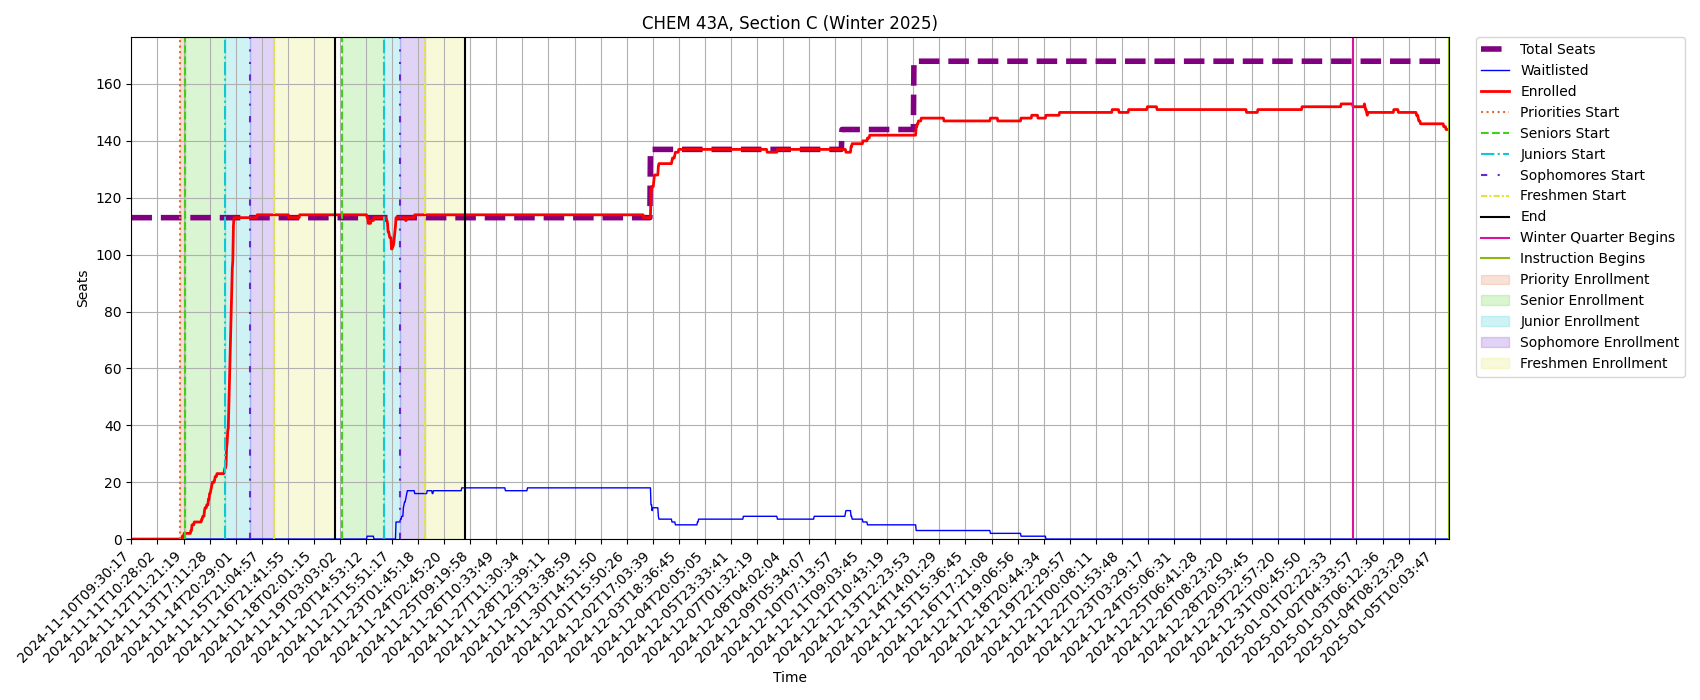 CHEM 43A, Section C (Winter 2025)
Seats
160
140
120
100
80
60
40
20
0
2024-11-10T09:30:17
2024-11-11T10:28:02
2024-11-12T11:21:19
2024-11-13T17:11:28
2024-11-14T20:29:01
2024-11-15T21:04:57
2024-11-16T21:41:55
2024-11-18T02:01:15
2024-11-19T03:03:02
2024-11-20T14:53:12
2024-11-21T15:51:17
2024-11-23T01:45:18
2024-11-24T02:45:20
2024-11-25T09:19:58
2024-11-26T10:33:49
2024-11-27T11:30:34
2024-11-28T12:39:11
2024-11-29T13:38:59
2024-11-30T14:51:50
2024-12-01T15:50:26
2024-12-02T17:03:39
2024-12-03T18:36:45
2024-12-04T20:05:05
2024-12-05T23:33:41
2024-12-07T01:32:19
2024-12-08T04:02:04
2024-12-09T05:34:07
2024-12-10T07:13:57
2024-12-11T09:03:45
2024-12-12T10:43:19
2024-12-13T12:23:53
2024-12-14T14:01:29
2024-12-15T15:36:45
2024-12-16T17:21:08
2024-12-17T19:06:56
2024-12-18T20:44:34
2024-12-19T22:29:57
2024-12-21T00:08:11
2024-12-22T01:53:48
2024-12-23T03:29:17
2024-12-24T05:06:31
2024-12-25T06:41:28
2024-12-26T08:23:20
2024-12-28T20:53:45
2024-12-29T22:57:20
2024-12-31T00:45:50
2025-01-01T02:22:33
2025-01-02T04:33:57
2025-01-03T06:12:36
2025-01-04T08:23:29
2025-01-05T10:03:47
Time
Total Seats
Waitlisted
Enrolled
Priorities Start
Seniors Start
Juniors Start
Sophomores Start
Freshmen Start
End
Winter Quarter Begins
Instruction Begins
Priority Enrollment
Senior Enrollment
Junior Enrollment
Sophomore Enrollment
Freshmen Enrollment